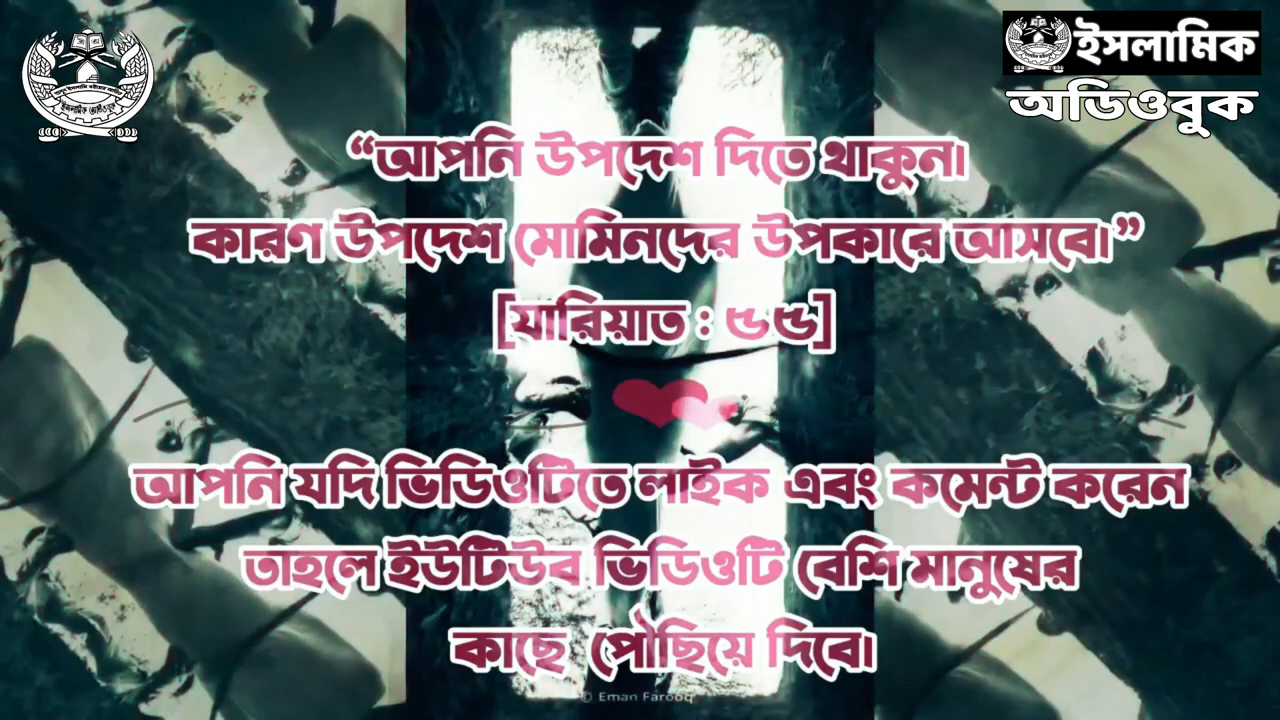 ইসলামিক
অডিওবুক
“আপনি উপদেশ দিতে থাকুন।
কারণ উপদেশ মোমিনদের উপকারে আসবে।”
[যারিয়াত : ৫৫]
আপনি যদি ভিডিওটিতে লাইক এবং কমেন্ট করেন
তাহলে ইউটিউব ভিডিওটি বেশি মানুষের
কাছে পৌছিয়ে দিবে।
© Eman Farooq